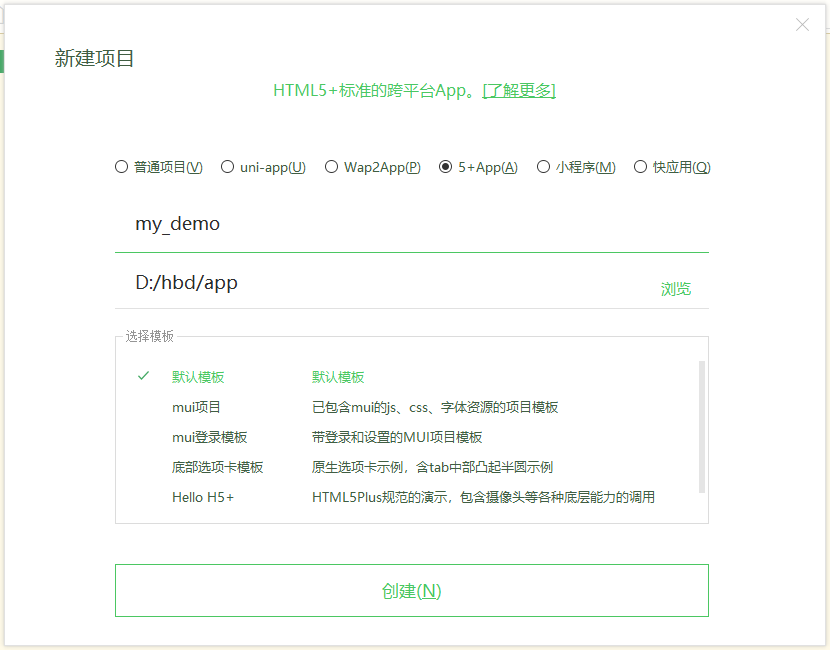 新建项目
HTML5+标准的跨平台App。[了解更多]
普通项目(V) uni-app(U) Wap2App(P) 5+App(A) 小程序(M) 快应用(Q)
my_demo
D:/hbd/app 浏览
选择模板
默认模板 默认模板
mui项目 已包含mui的js、css、字体资源的项目模板
mui登录模板 带登录和设置的MUI项目模板
底部选项卡模板 原生选项卡示例，含tab中部凸起半圆示例
Hello H5+ HTML5Plus规范的演示，包含摄像头等各种底层能力的调用
创建(N)